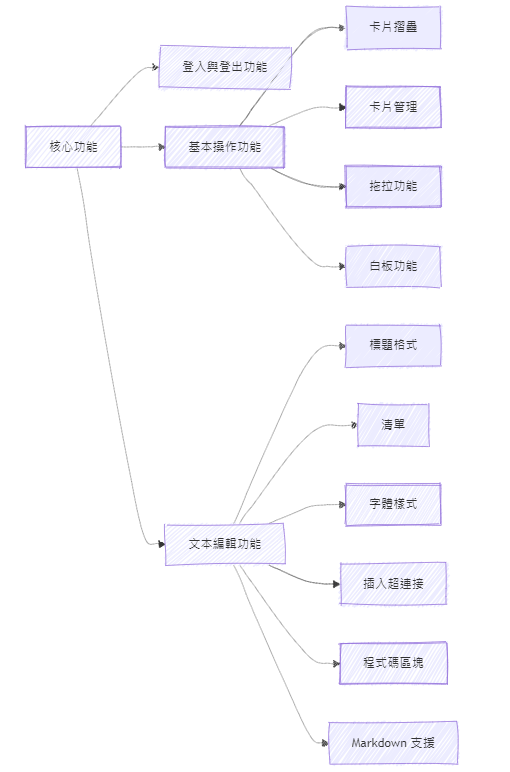 卡片摺疊
登入與登出功能
卡片管理
核心功能
基本操作功能
拖拉功能
白板功能
標題格式
清單
字體樣式
文本編輯功能
插入超連接
程式碼區塊
Markdown 支援